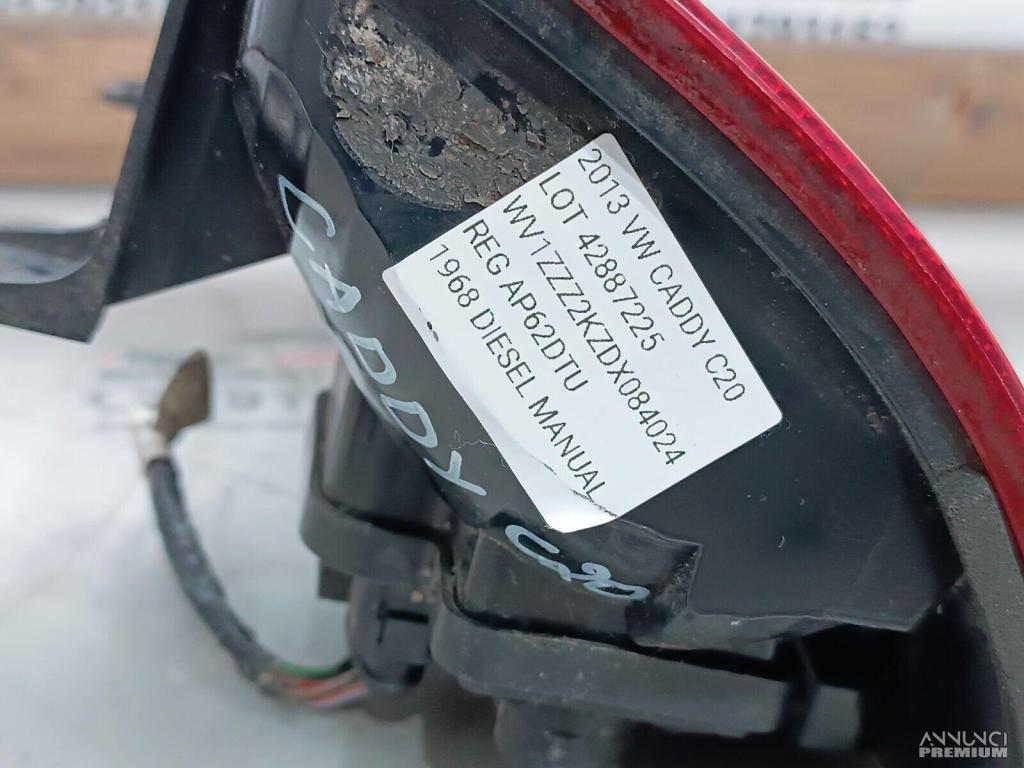 2013 VW CADDY C20
LOT 42887225
WV1ZZZ2KZDX084024
REG AP62DTU
1968 DIESEL MANUAL
CADDY C20
ANNUNCI
PREMIUM